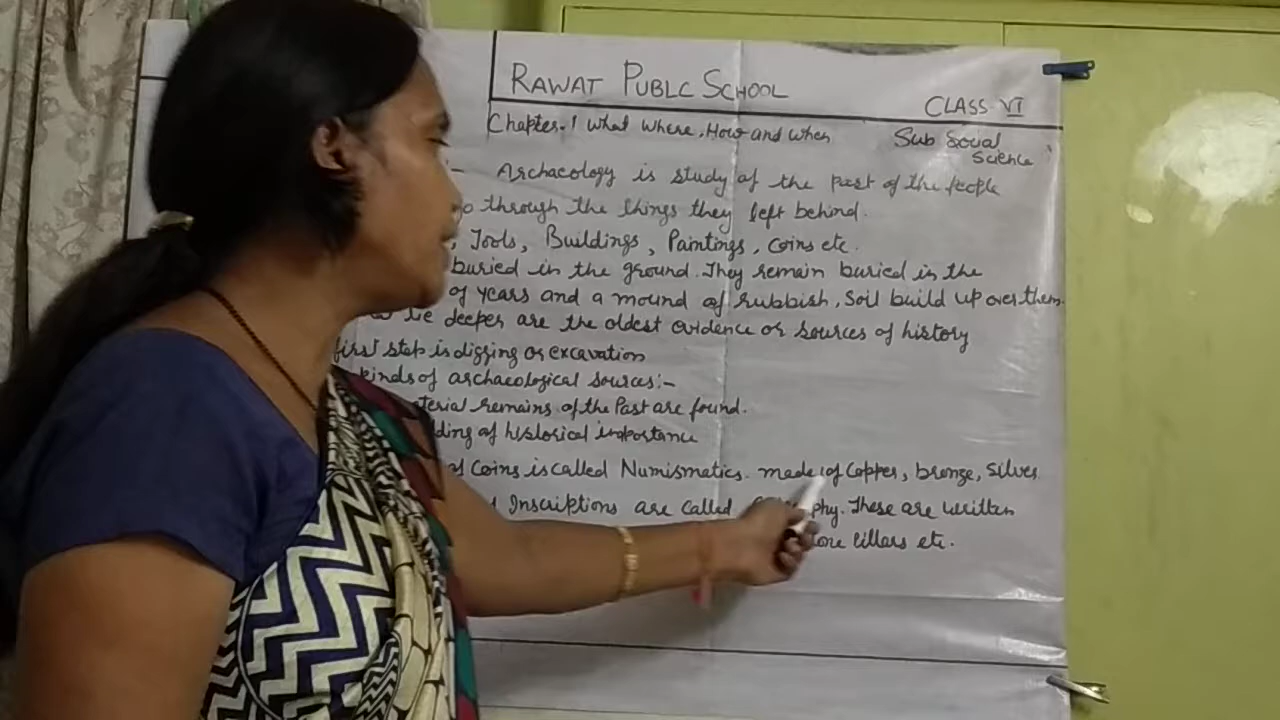 RAWAT PUBLC SCHOOL
CLASS VI
Chapter. 1 what where, How and when
Sub Social Science
Archaeology is study of the Past of the People
through the things they left behind.
Tools, Buildings, Paintings, coins etc.
buried in the ground. They remain buried in the
of years and a mound of rubbish, soil build up over them.
lie deeper are the oldest evidence or sources of history
first step is digging or excavation
kinds of archaeological sources:-
remains of the Past are found.
of historical importance
of Coins is called Numismatics. made of Copper, bronze, silver
Inscriptions are called These are written
Pillars etc.